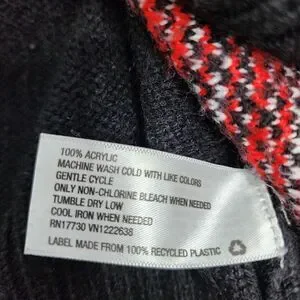 100% ACRYLIC
MACHINE WASH COLD WITH LIKE COLORS
GENTLE CYCLE
ONLY NON-CHLORINE BLEACH WHEN NEEDED
TUMBLE DRY LOW
COOL IRON WHEN NEEDED
RN17730 VN1222638
LABEL MADE FROM 100% RECYCLED PLASTIC